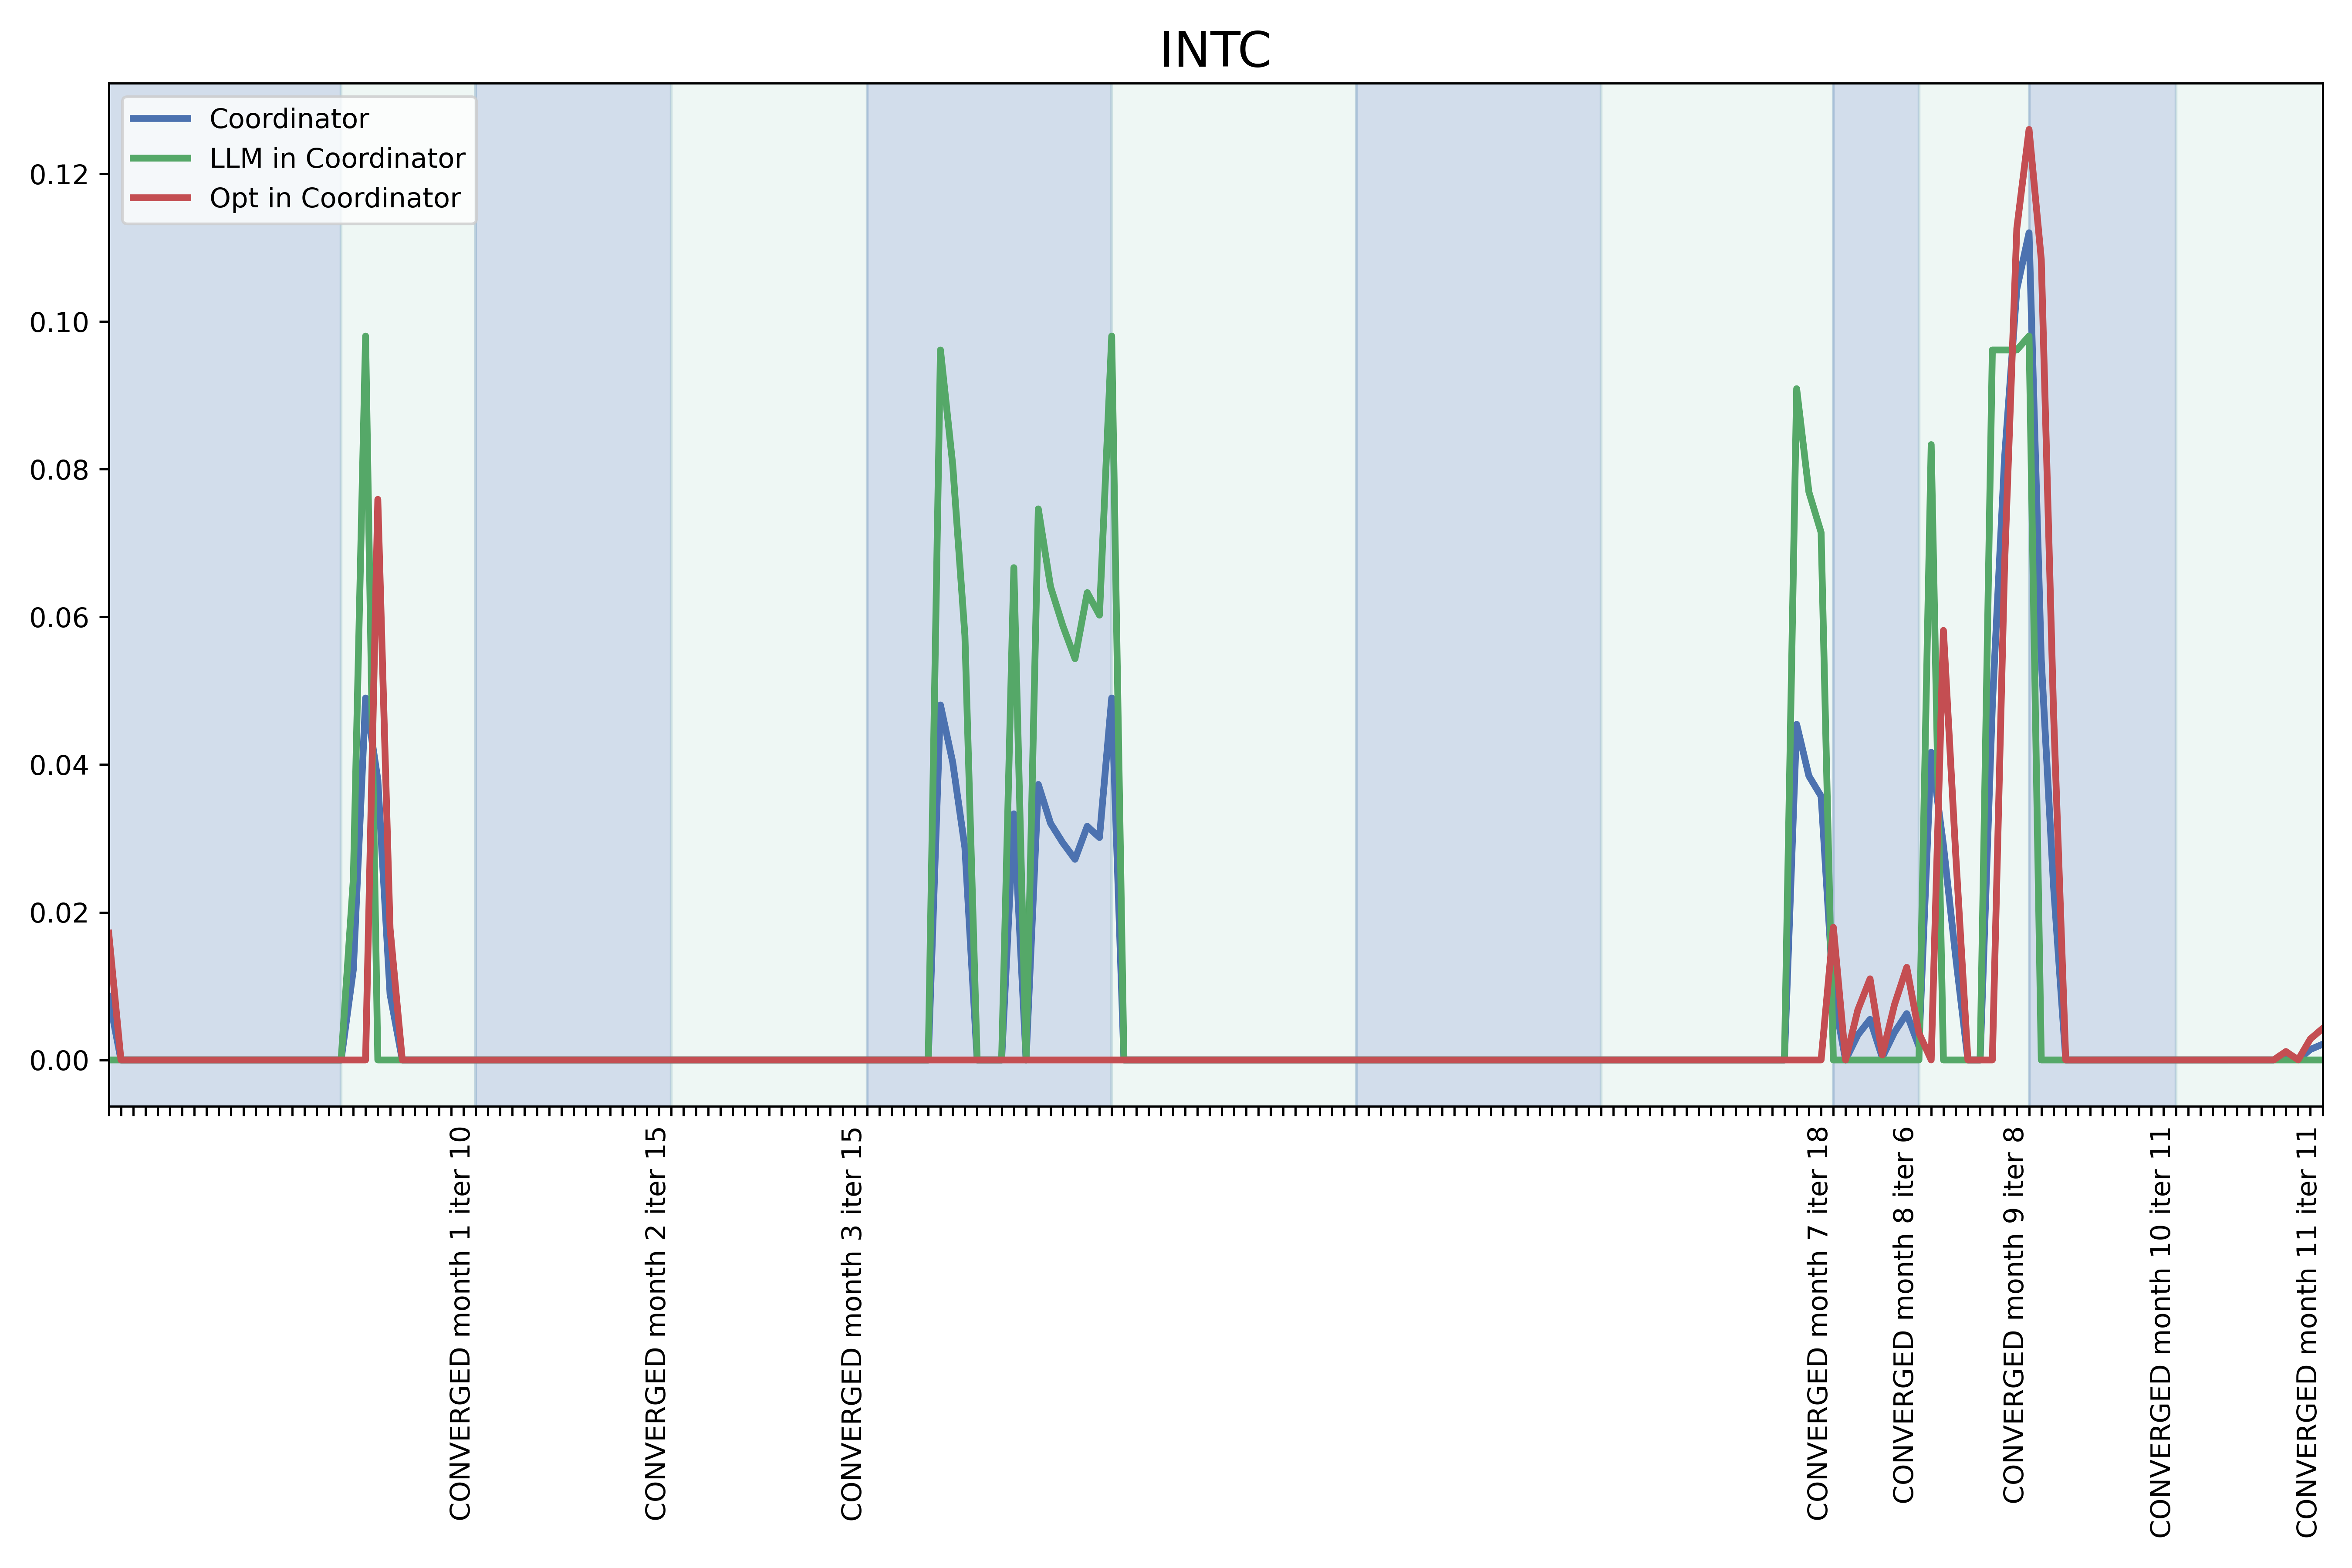 INTC
Coordinator
LLM in Coordinator
Opt in Coordinator
0.12
0.10
0.08
0.06
0.04
0.02
0.00
CONVERGED month 1 iter 10
CONVERGED month 2 iter 15
CONVERGED month 3 iter 15
CONVERGED month 7 iter 18
CONVERGED month 8 iter 6
CONVERGED month 9 iter 8
CONVERGED month 10 iter 11
CONVERGED month 11 iter 11